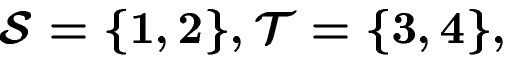 𝓢 = {1, 2}, 𝓣 = {3, 4},